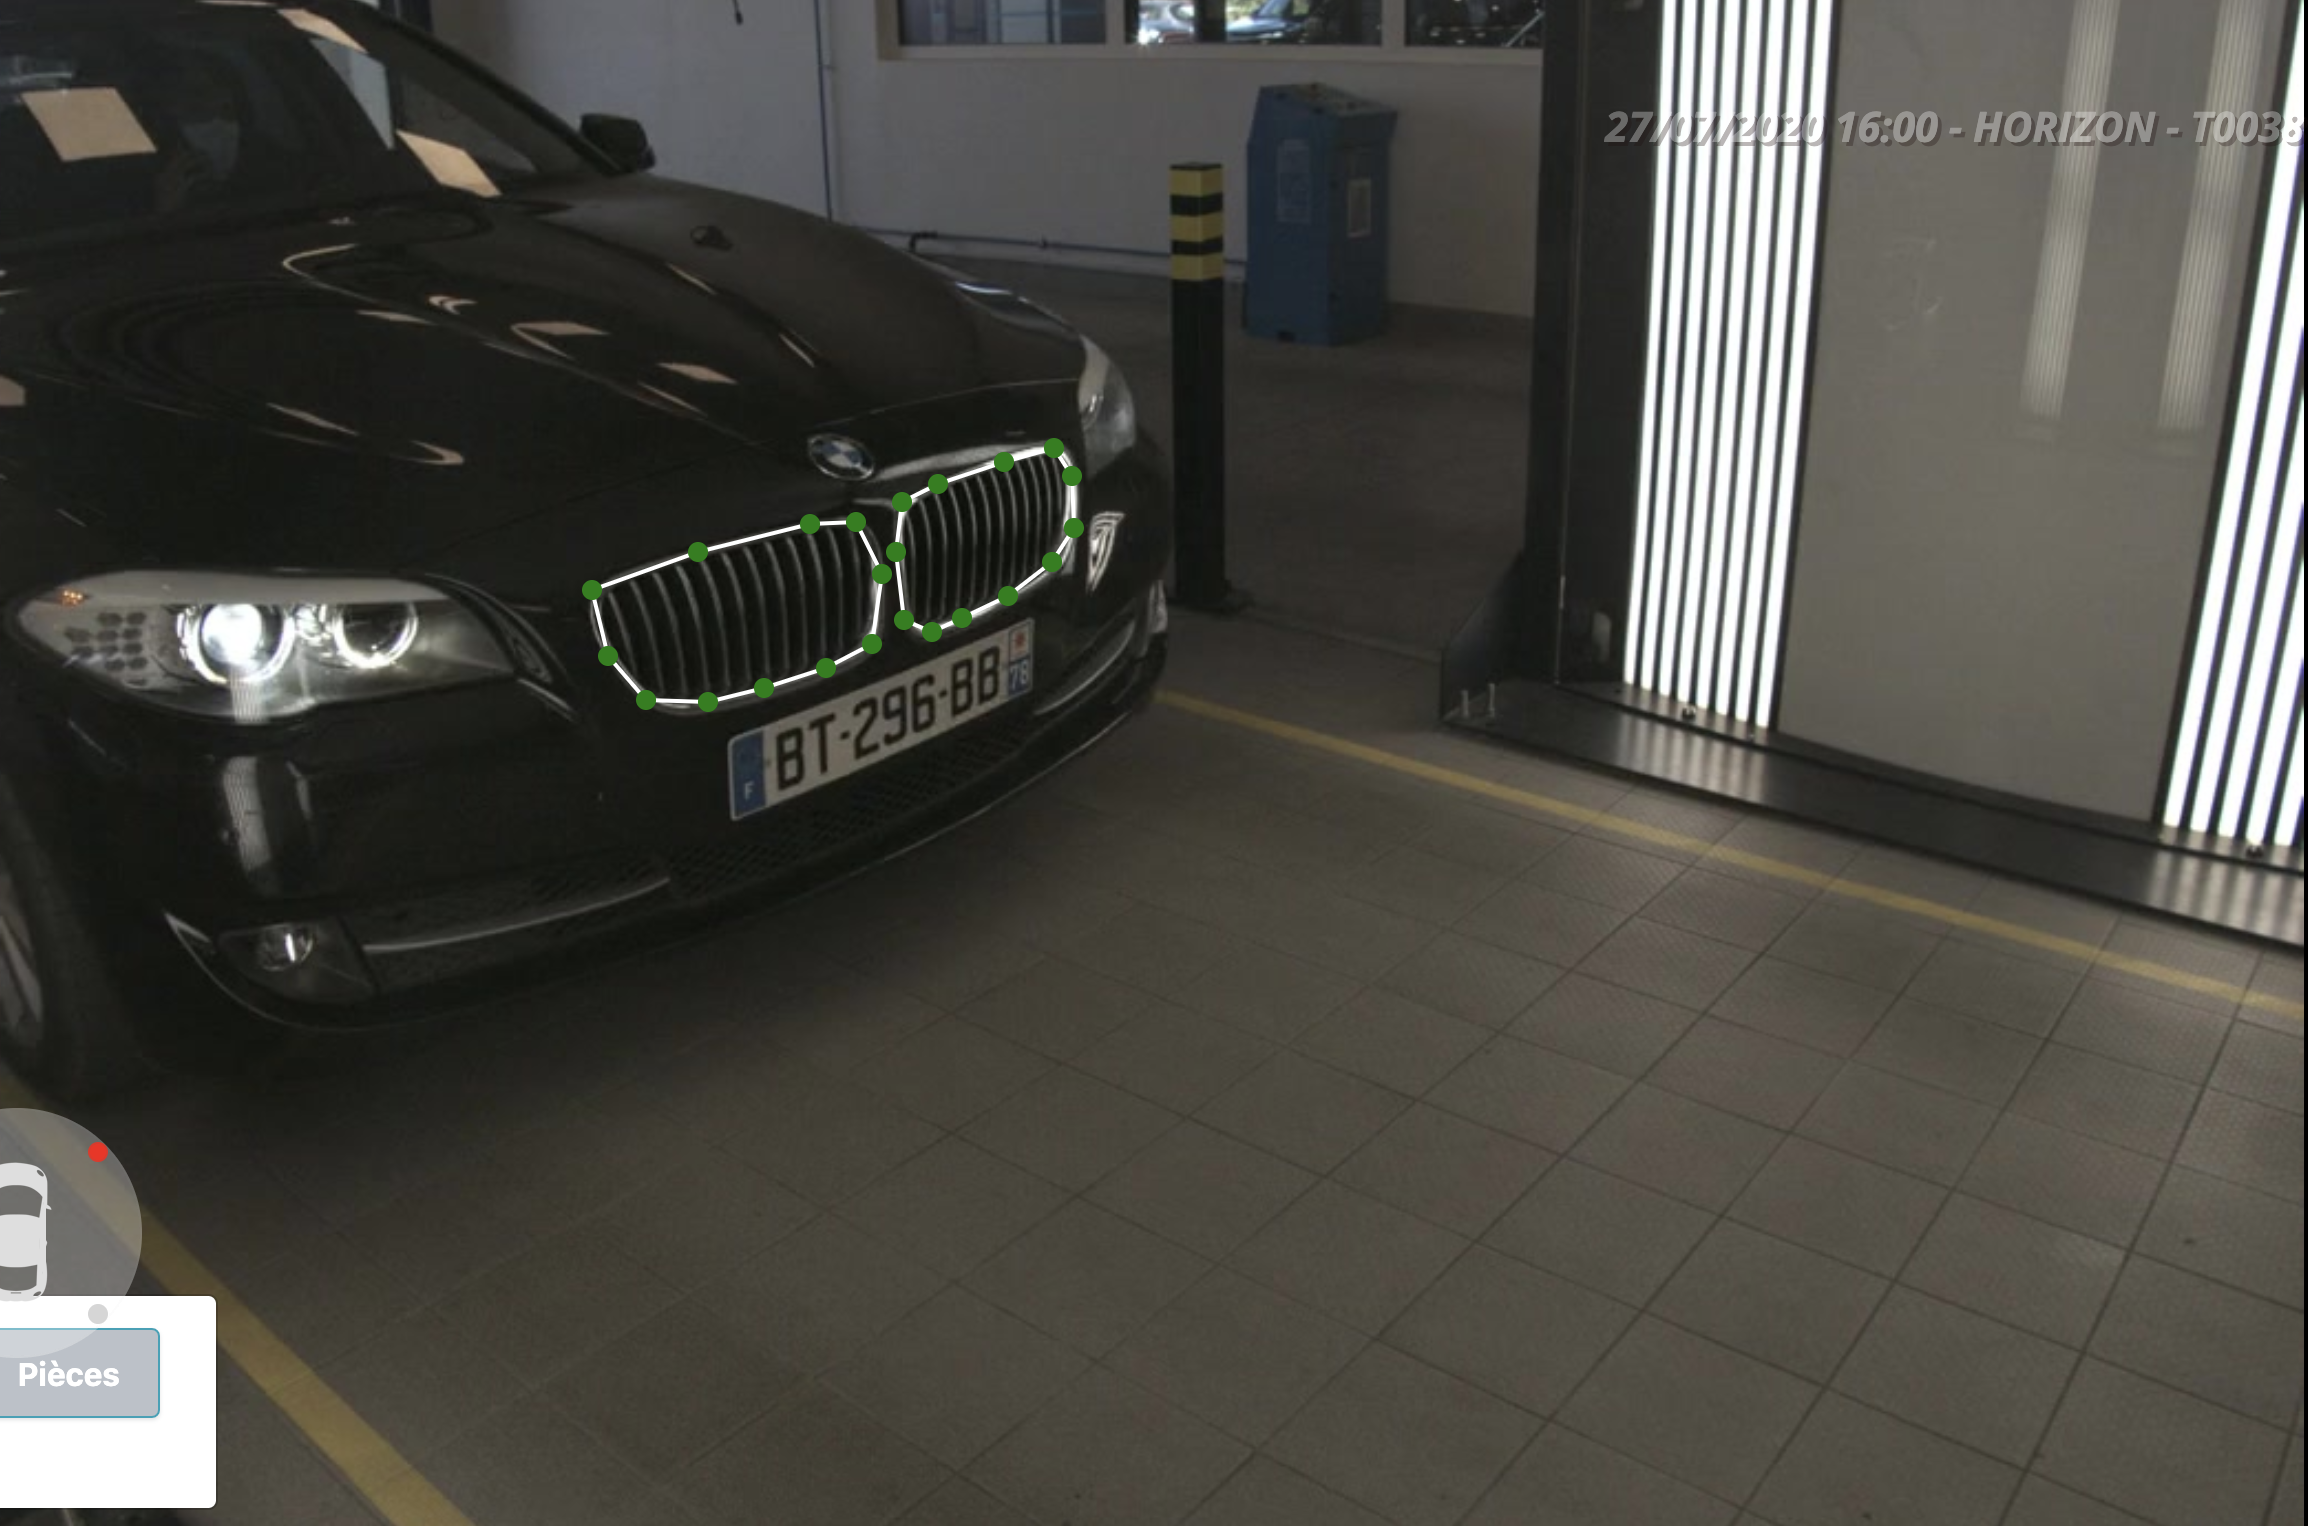 27/07/2020 16:00 - HORIZON - T0038
BT-296-BB
78
F
Pièces